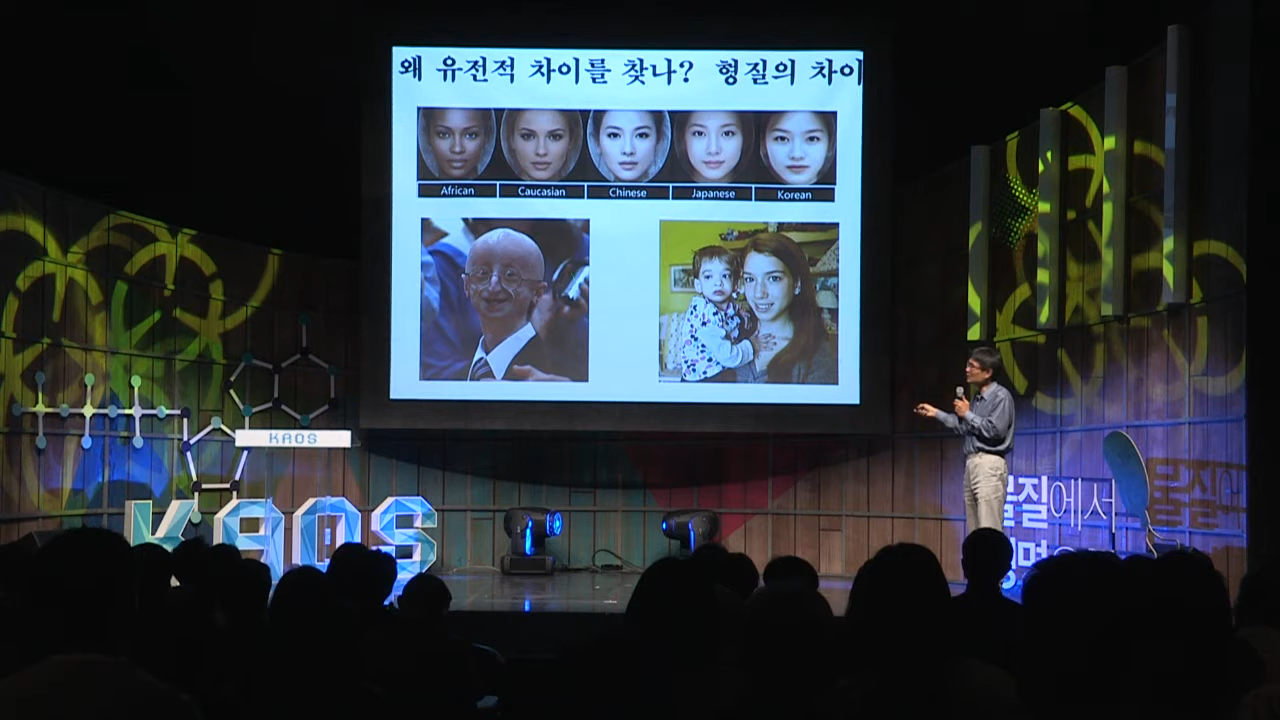 왜 유전적 차이를 찾나? 형질의 차이
African
Caucasian
Chinese
Japanese
Korean
KAOS
KAOS
물질에서